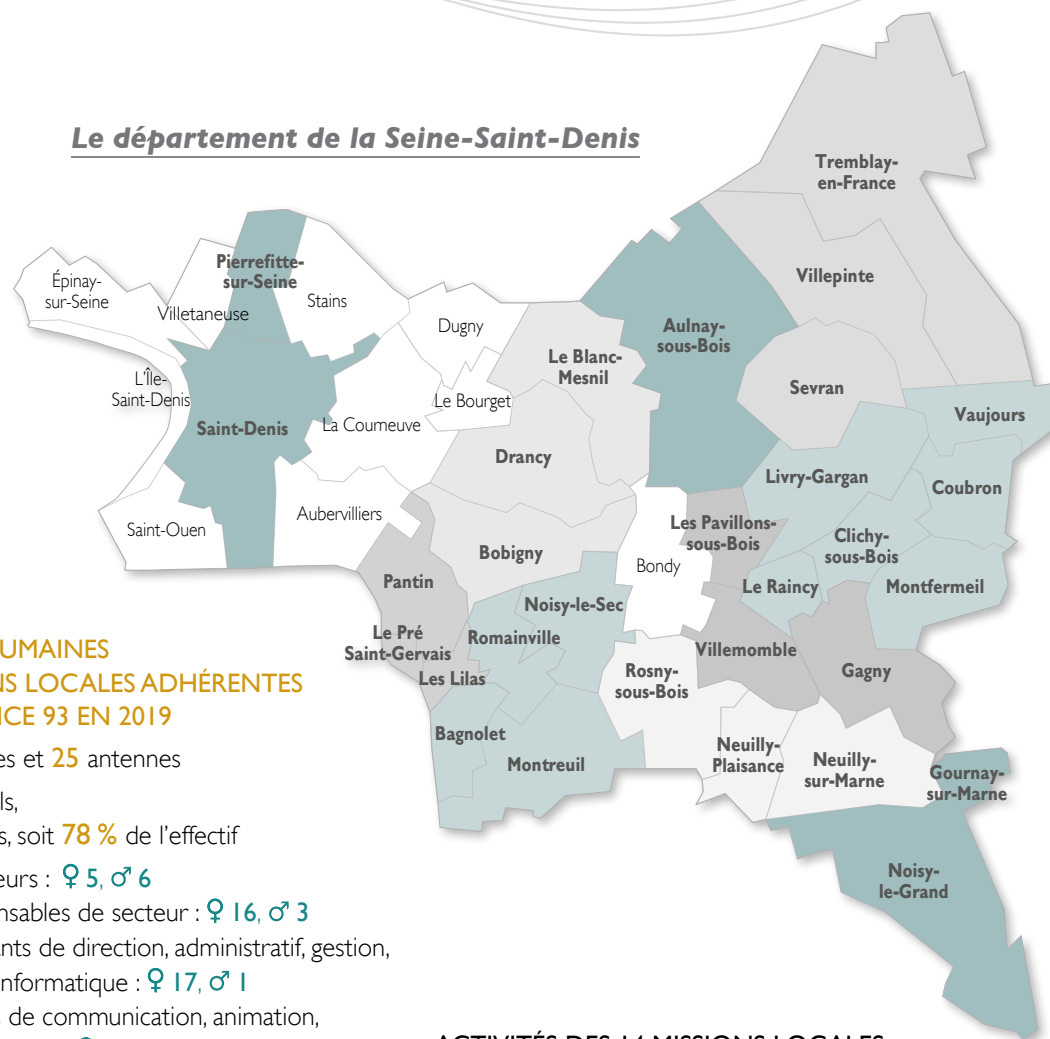 Le département de la Seine-Saint-Denis
Tremblay-
en-France
Pierrefitte-
sur-Seine
Épinay-
sur-Seine
Stains
Villetaneuse
Villepinte
Dugny
Aulnay-
sous-Bois
Le Blanc-
Mesnil
L'Île-
Saint-Denis
Sevran
Le Bourget
Vaujours
Saint-Denis
La Courneuve
Drancy
Livry-Gargan
Coubron
Aubervilliers
Saint-Ouen
Les Pavillons-
sous-Bois
Clichy-
sous-Bois
Bobigny
Bondy
Pantin
Le Raincy
Montfermeil
Noisy-le-Sec
Le Pré
Saint-Gervais
Romainville
Villemomble
Les Lilas
Rosny-
sous-Bois
Gagny
Bagnolet
Montreuil
Neuilly-
Plaisance
Neuilly-
sur-Marne
Gournay-
sur-Marne
Noisy-
le-Grand
UMAINES
NS LOCALES ADHÉRENTES
NCE 93 EN 2019
es et 25 antennes
ls,
s, soit 78 % de l'effectif
eurs : ♀ 5, ♂ 6
nsables de secteur : ♀ 16, ♂ 3
nts de direction, administratif, gestion,
informatique : ♀ 17, ♂ 1
s de communication, animation,